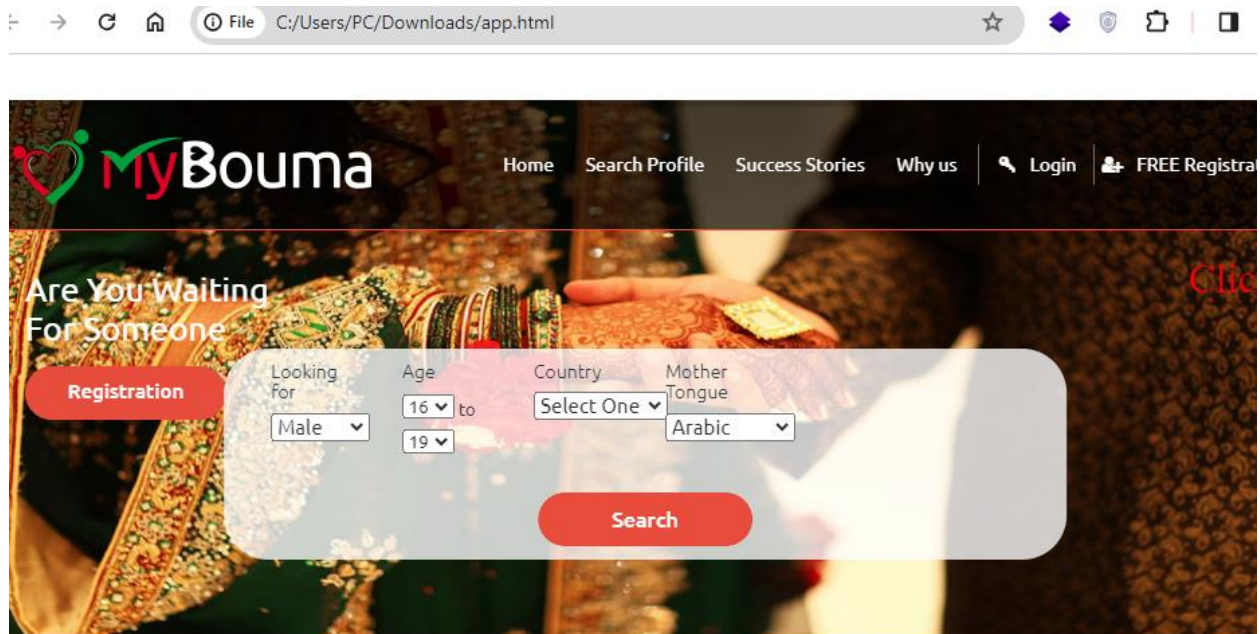 File C:/Users/PC/Downloads/app.html
MyBouma Home Search Profile Success Stories Why us Login FREE Registrat
Are You Waiting
For Someone
Clic
Registration
Looking for Age Country Mother Tongue
Male 16 to 19 Select One Arabic
Search